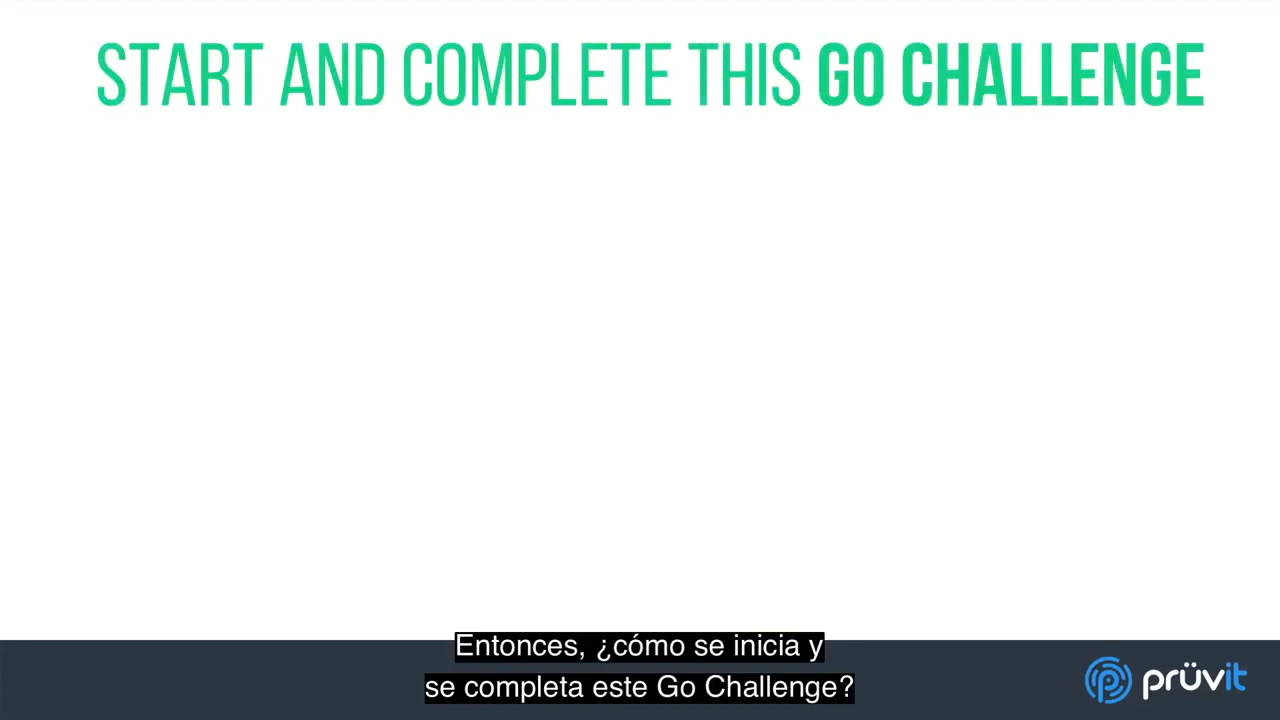 START AND COMPLETE THIS GO CHALLENGE
Entonces, ¿cómo se inicia y
se completa este Go Challenge?
prüvit